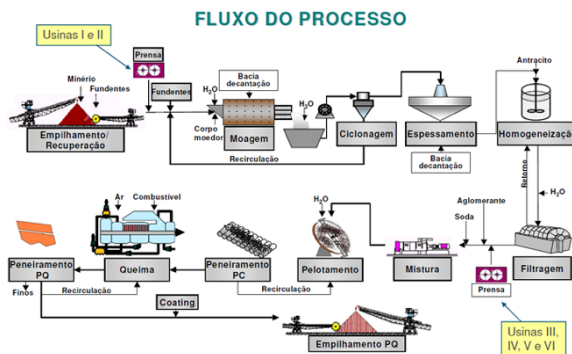 FLUXO DO PROCESSO
Usinas I e II
Prensa
Minério
Fundentes
Fundentes
H₂O
Bacia
decantação
H₂O
Antracito
Empilhamento/
Recuperação
Corpo
moedor
Moagem
Ciclonagem
Espessamento
Homogeneização
Recirculação
Bacia
decantação
Retorno
H₂O
Ar
Combustível
H₂O
Aglomerante
Soda
Peneiramento PQ
Queima
Peneiramento PC
Pelotamento
Mistura
Filtragem
Finos
Recirculação
Recirculação
Prensa
Coating
Empilhamento PQ
Usinas III,
IV, V e VI